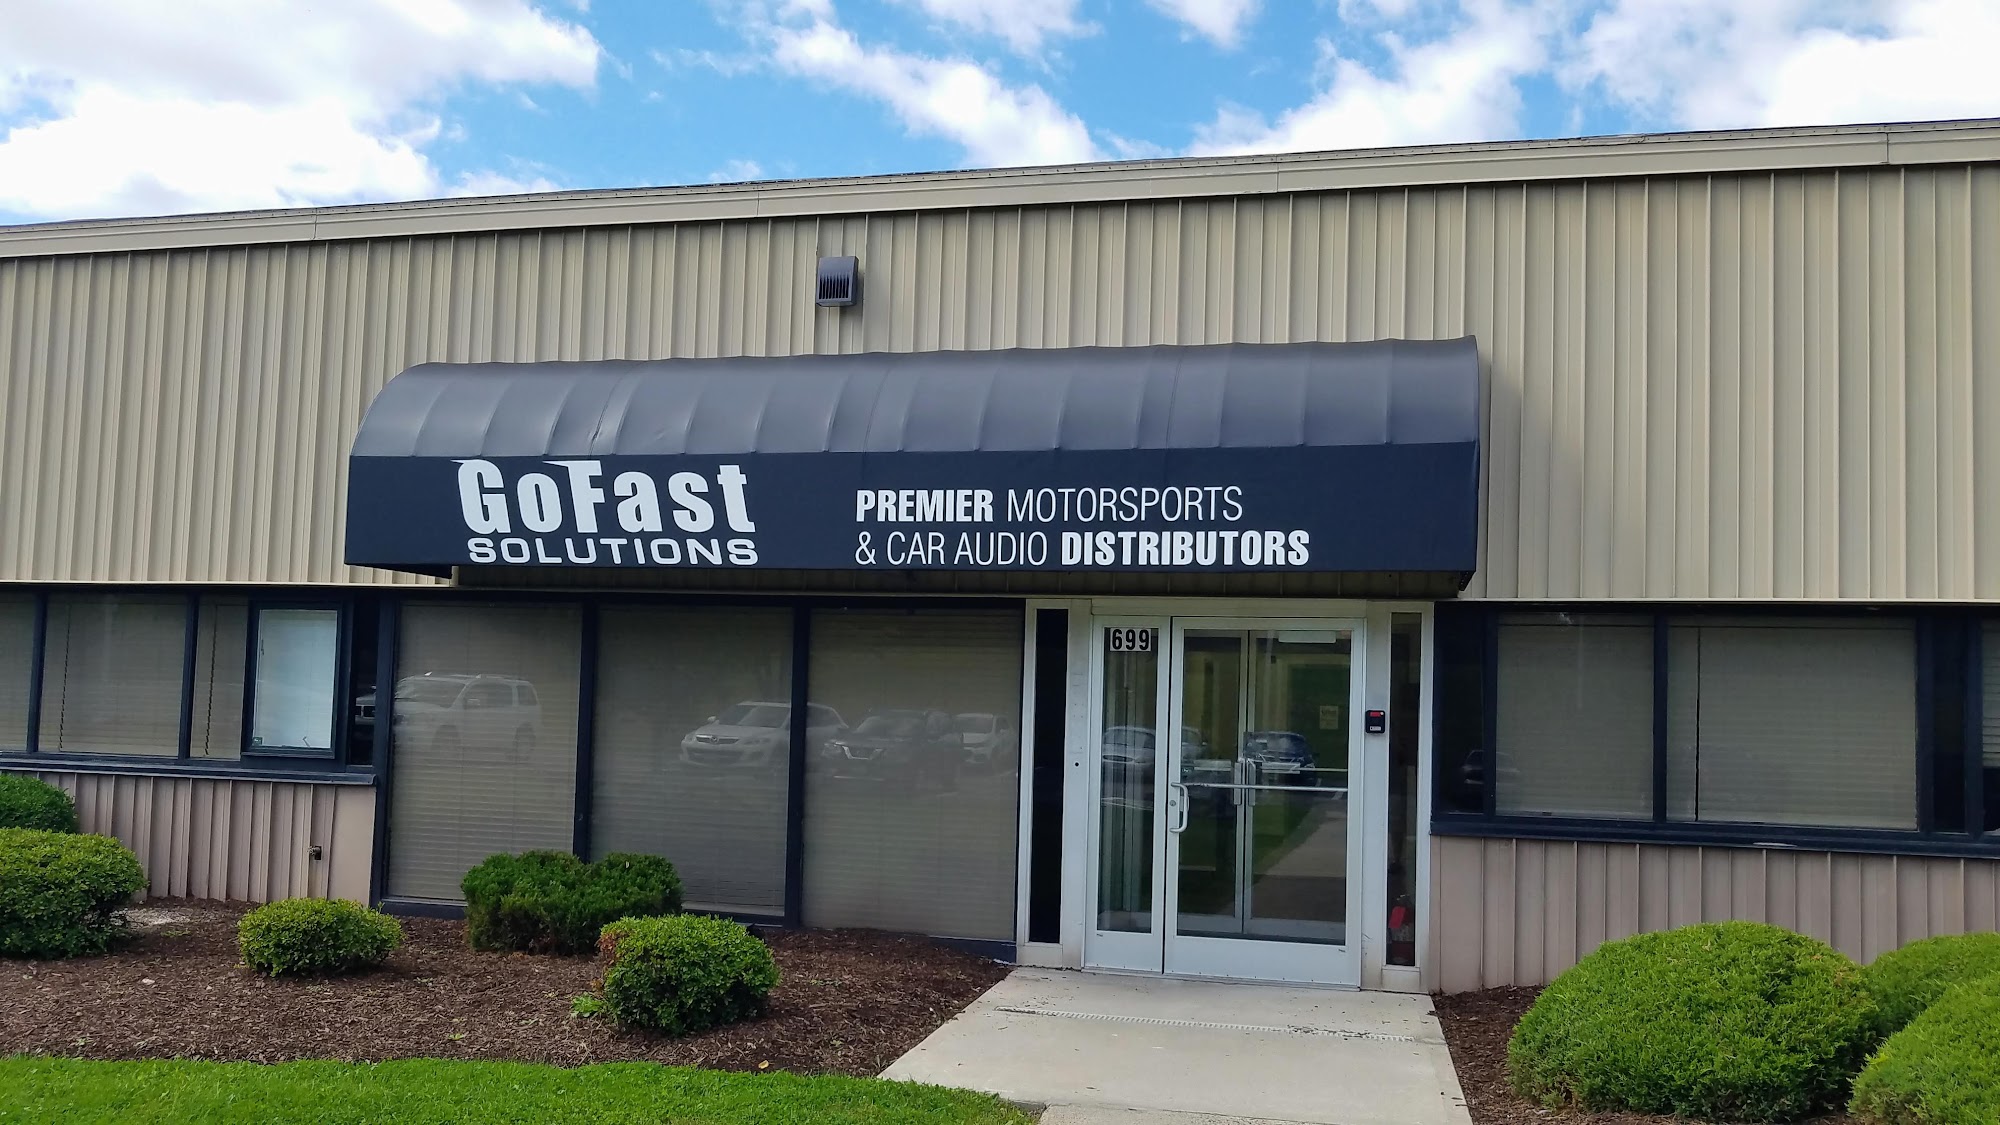 GoFast
SOLUTIONS
PREMIER MOTORSPORTS
& CAR AUDIO DISTRIBUTORS
699